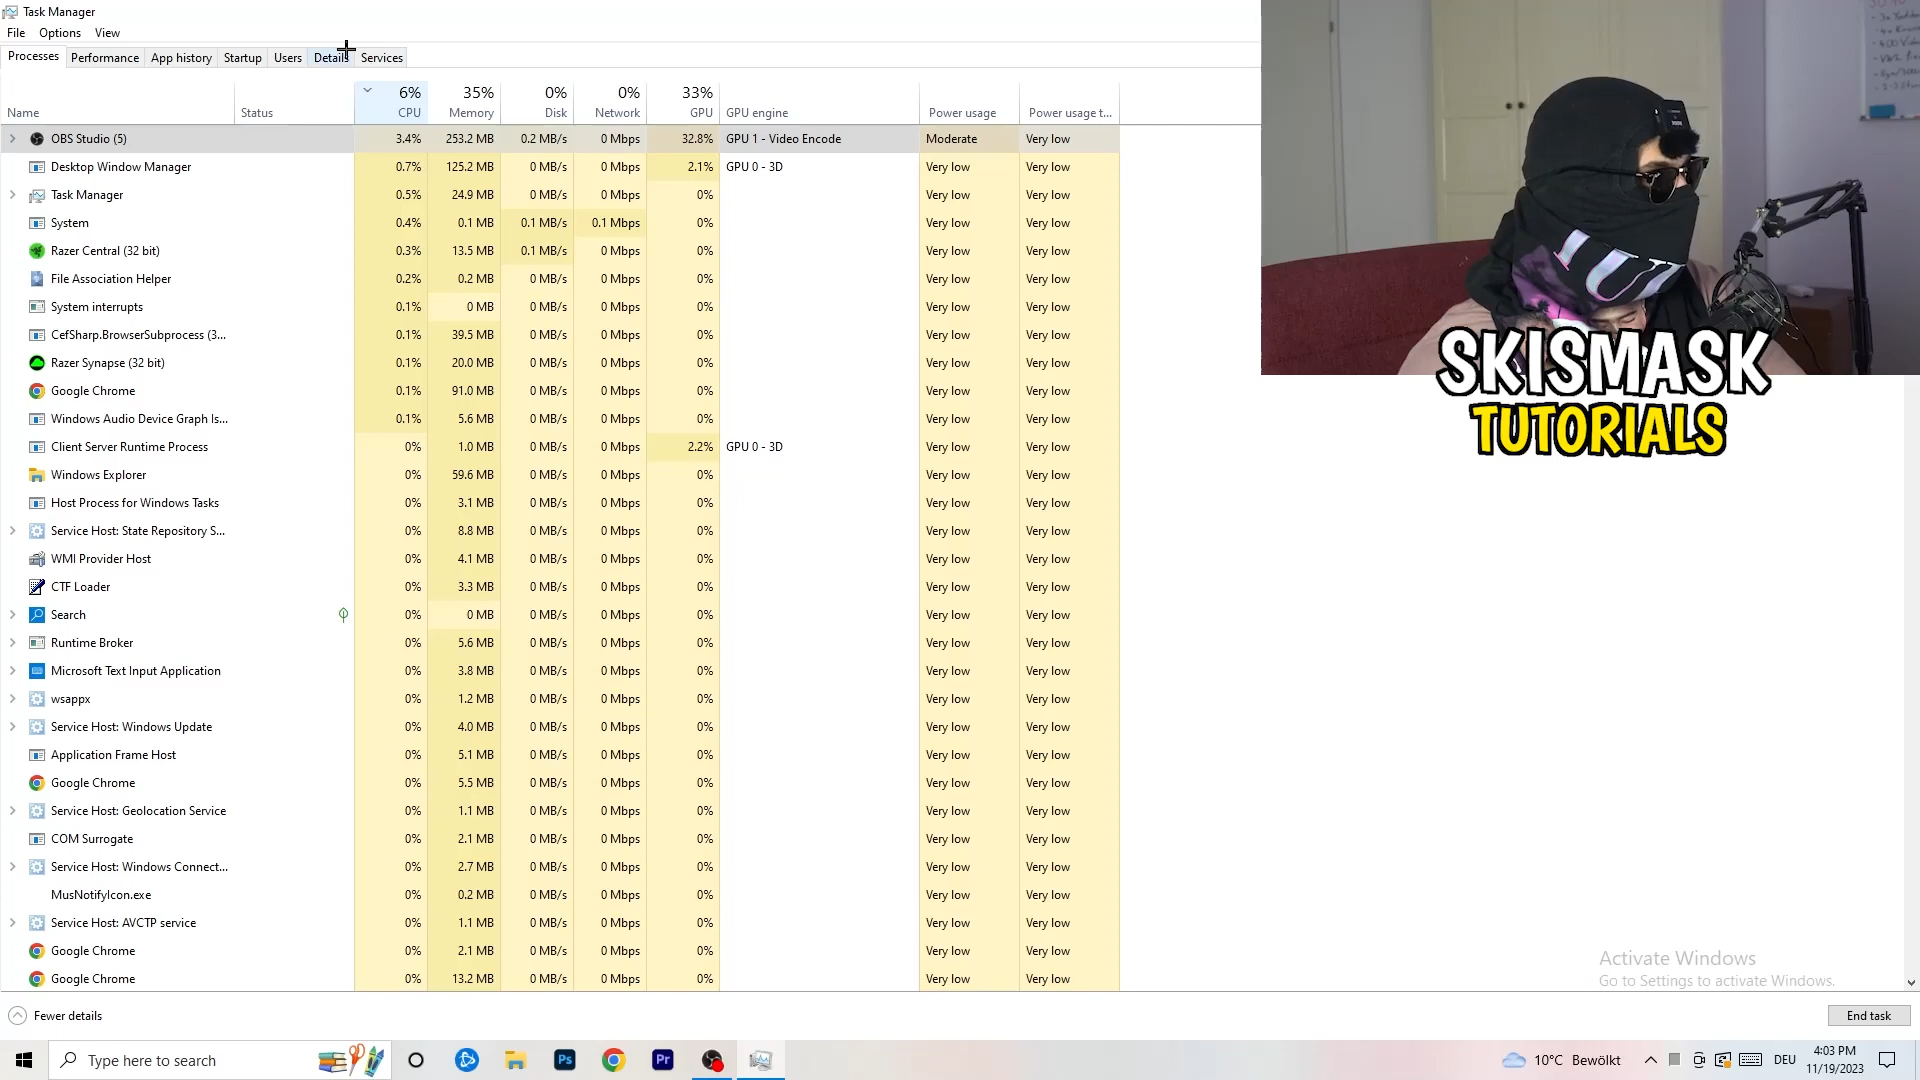 Task Manager
File Options View
Processes Performance App history Startup Users Details Services
6% 35% 0% 0% 33%
Name Status CPU Memory Disk Network GPU GPU engine Power usage Power usage t...
OBS Studio (5) 3.4% 253.2 MB 0.2 MB/s 0 Mbps 32.8% GPU 1 - Video Encode Moderate Very low
Desktop Window Manager 0.7% 125.2 MB 0 MB/s 0 Mbps 2.1% GPU 0 - 3D Very low Very low
Task Manager 0.5% 24.9 MB 0 MB/s 0 Mbps 0% Very low Very low
System 0.4% 0.1 MB 0.1 MB/s 0.1 Mbps 0% Very low Very low
Razer Central (32 bit) 0.3% 13.5 MB 0.1 MB/s 0 Mbps 0% Very low Very low
File Association Helper 0.2% 0.2 MB 0 MB/s 0 Mbps 0% Very low Very low
System interrupts 0.1% 0 MB 0 MB/s 0 Mbps 0% Very low Very low
CefSharp.BrowserSubprocess (3... 0.1% 39.5 MB 0 MB/s 0 Mbps 0% Very low Very low
Razer Synapse (32 bit) 0.1% 20.0 MB 0 MB/s 0 Mbps 0% Very low Very low
Google Chrome 0.1% 91.0 MB 0 MB/s 0 Mbps 0% Very low Very low
Windows Audio Device Graph Is... 0.1% 5.6 MB 0 MB/s 0 Mbps 0% Very low Very low
Client Server Runtime Process 0% 1.0 MB 0 MB/s 0 Mbps 2.2% GPU 0 - 3D Very low Very low
Windows Explorer 0% 59.6 MB 0 MB/s 0 Mbps 0% Very low Very low
Host Process for Windows Tasks 0% 3.1 MB 0 MB/s 0 Mbps 0% Very low Very low
Service Host: State Repository S... 0% 8.8 MB 0 MB/s 0 Mbps 0% Very low Very low
WMI Provider Host 0% 4.1 MB 0 MB/s 0 Mbps 0% Very low Very low
CTF Loader 0% 3.3 MB 0 MB/s 0 Mbps 0% Very low Very low
Search 0% 0 MB 0 MB/s 0 Mbps 0% Very low Very low
Runtime Broker 0% 5.6 MB 0 MB/s 0 Mbps 0% Very low Very low
Microsoft Text Input Application 0% 3.8 MB 0 MB/s 0 Mbps 0% Very low Very low
wsappx 0% 1.2 MB 0 MB/s 0 Mbps 0% Very low Very low
Service Host: Windows Update 0% 4.0 MB 0 MB/s 0 Mbps 0% Very low Very low
Application Frame Host 0% 5.1 MB 0 MB/s 0 Mbps 0% Very low Very low
Google Chrome 0% 5.5 MB 0 MB/s 0 Mbps 0% Very low Very low
Service Host: Geolocation Service 0% 1.1 MB 0 MB/s 0 Mbps 0% Very low Very low
COM Surrogate 0% 2.1 MB 0 MB/s 0 Mbps 0% Very low Very low
Service Host: Windows Connect... 0% 2.7 MB 0 MB/s 0 Mbps 0% Very low Very low
MusNotifyIcon.exe 0% 0.2 MB 0 MB/s 0 Mbps 0% Very low Very low
Service Host: AVCTP service 0% 1.1 MB 0 MB/s 0 Mbps 0% Very low Very low
Google Chrome 0% 2.1 MB 0 MB/s 0 Mbps 0% Very low Very low
Google Chrome 0% 13.2 MB 0 MB/s 0 Mbps 0% Very low Very low
SKISMASK
TUTORIALS
Activate Windows
Go to Settings to activate Windows.
Fewer details End task
Type here to search Ps Pr 10°C Bewölkt DEU 4:03 PM
11/19/2023